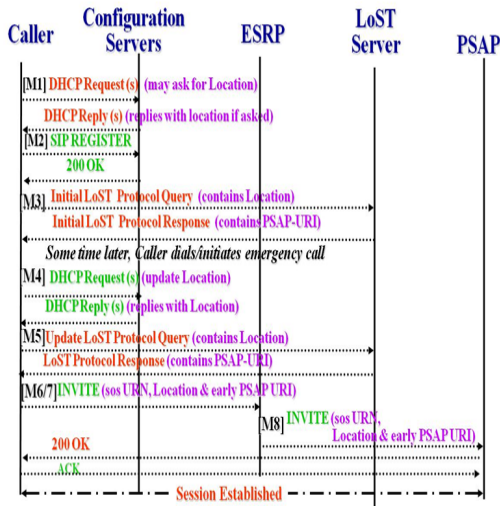 Caller
Configuration
Servers
ESRP
LoST
Server
PSAP
[M1] DHCP Request (s) (may ask for Location)
DHCP Reply (s) (replies with location if asked)
[M2] SIP REGISTER
200 OK
M3] Initial LoST Protocol Query (contains Location)
Initial LoST Protocol Response (contains PSAP-URI)
Some time later, Caller dials/initiates emergency call
M4] DHCP Request (s) (update Location)
DHCP Reply (s) (replies with Location)
M5] Update LoST Protocol Query (contains Location)
LoST Protocol Response (contains PSAP-URI)
[M6/7] INVITE (sos URN, Location & early PSAP URI)
[M8] INVITE (sos URN,
Location & early PSAP URI)
200 OK
ACK
Session Established